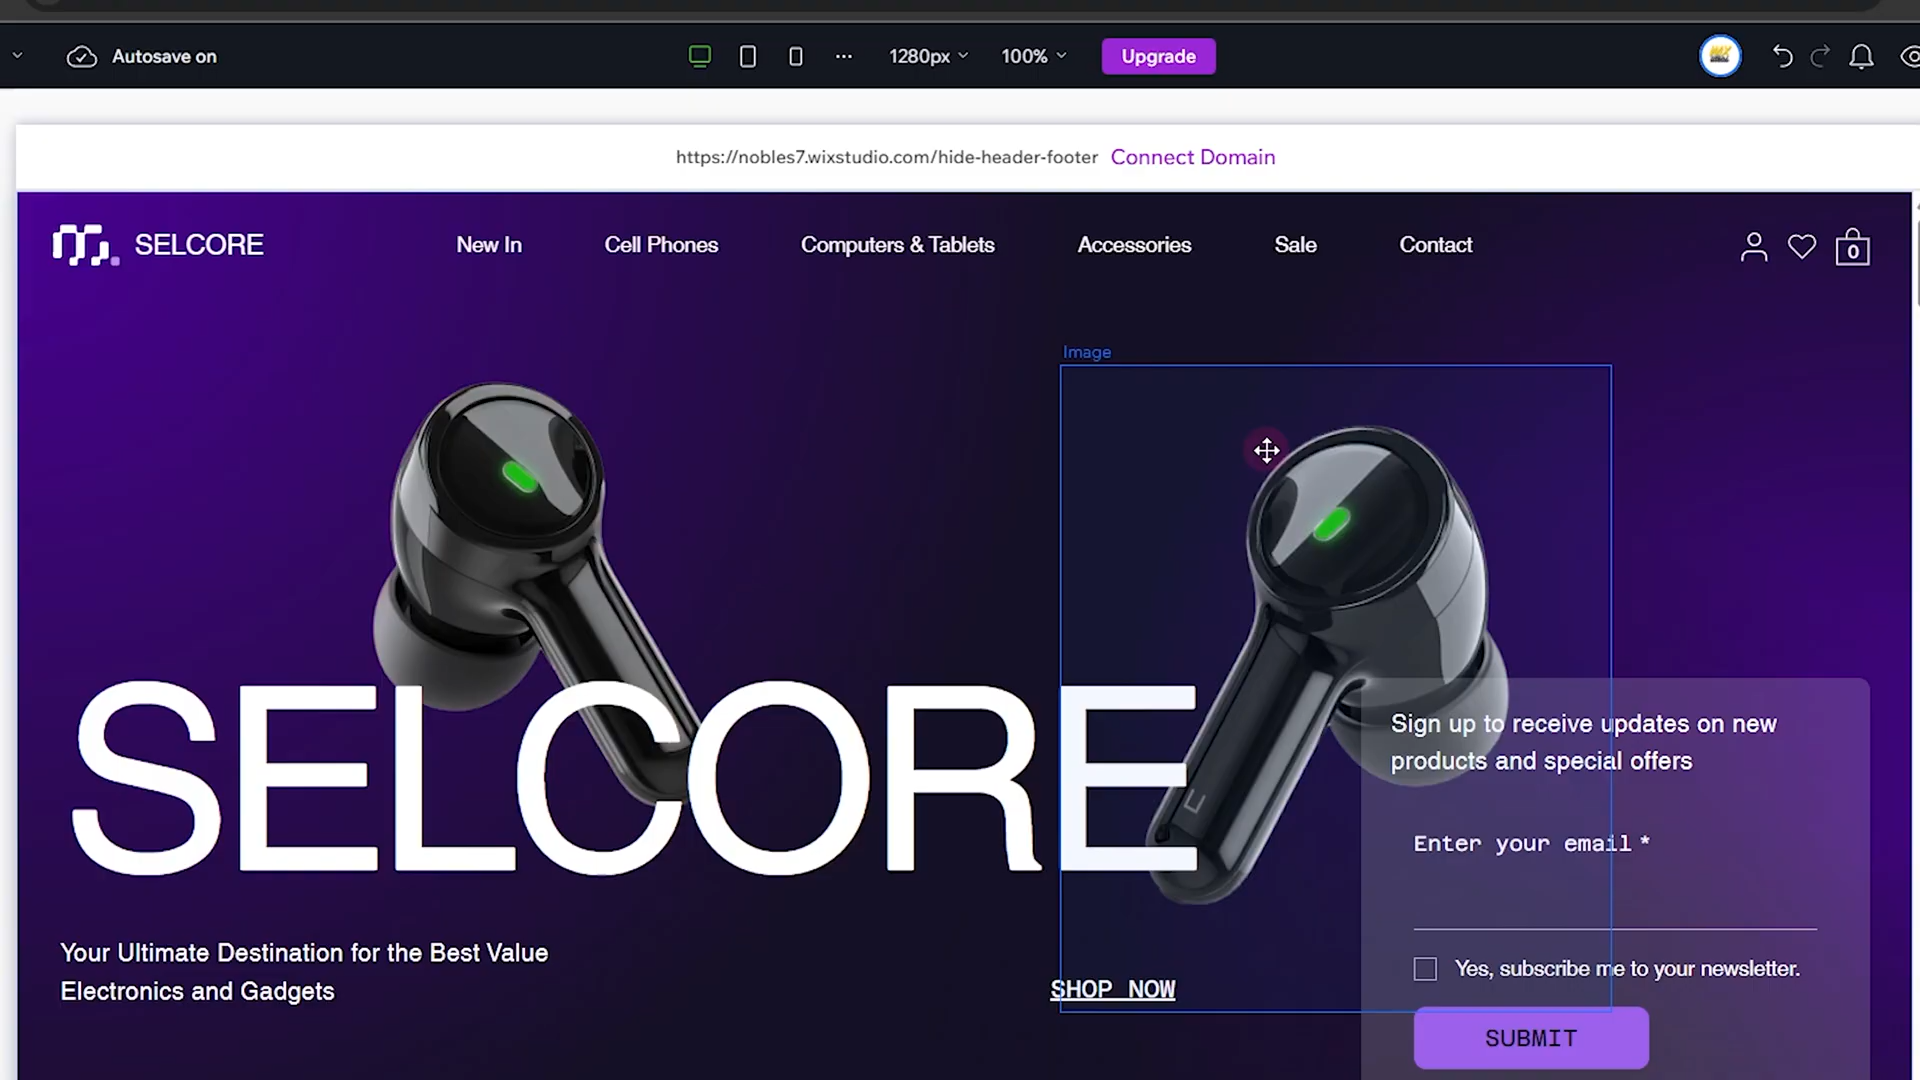 Autosave on
1280px
100%
Upgrade
https://nobles7.wixstudio.com/hide-header-footer Connect Domain
SELCORE
New In
Cell Phones
Computers & Tablets
Accessories
Sale
Contact
0
Image
SELCORE
Sign up to receive updates on new
products and special offers
Enter your email *
Your Ultimate Destination for the Best Value
Electronics and Gadgets
SHOP NOW
Yes, subscribe me to your newsletter.
SUBMIT